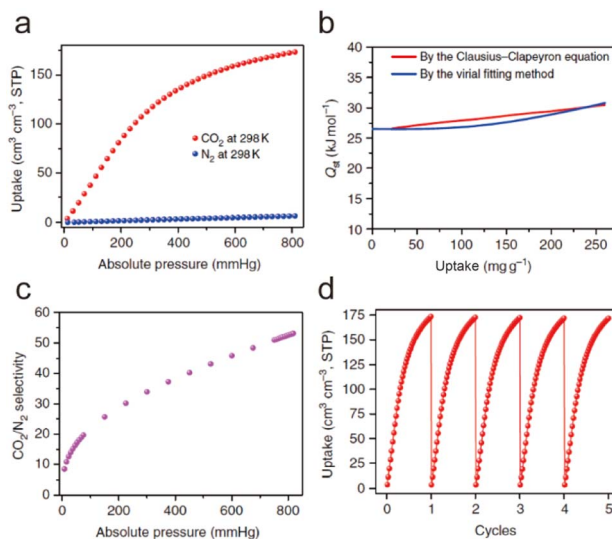 a
Uptake (cm³ cm⁻³, STP)
150
100
50
0
CO₂ at 298 K
N₂ at 298 K
0 200 400 600 800
Absolute pressure (mmHg)
b
Qst (kJ mol⁻¹)
40
35
30
25
20
15
10
By the Clausius–Clapeyron equation
By the virial fitting method
0 50 100 150 200 250
Uptake (mg g⁻¹)
c
CO₂/N₂ selectivity
60
50
40
30
20
10
0
0 200 400 600 800
Absolute pressure (mmHg)
d
Uptake (cm³ cm⁻³, STP)
175
150
125
100
75
50
25
0
0 1 2 3 4 5
Cycles